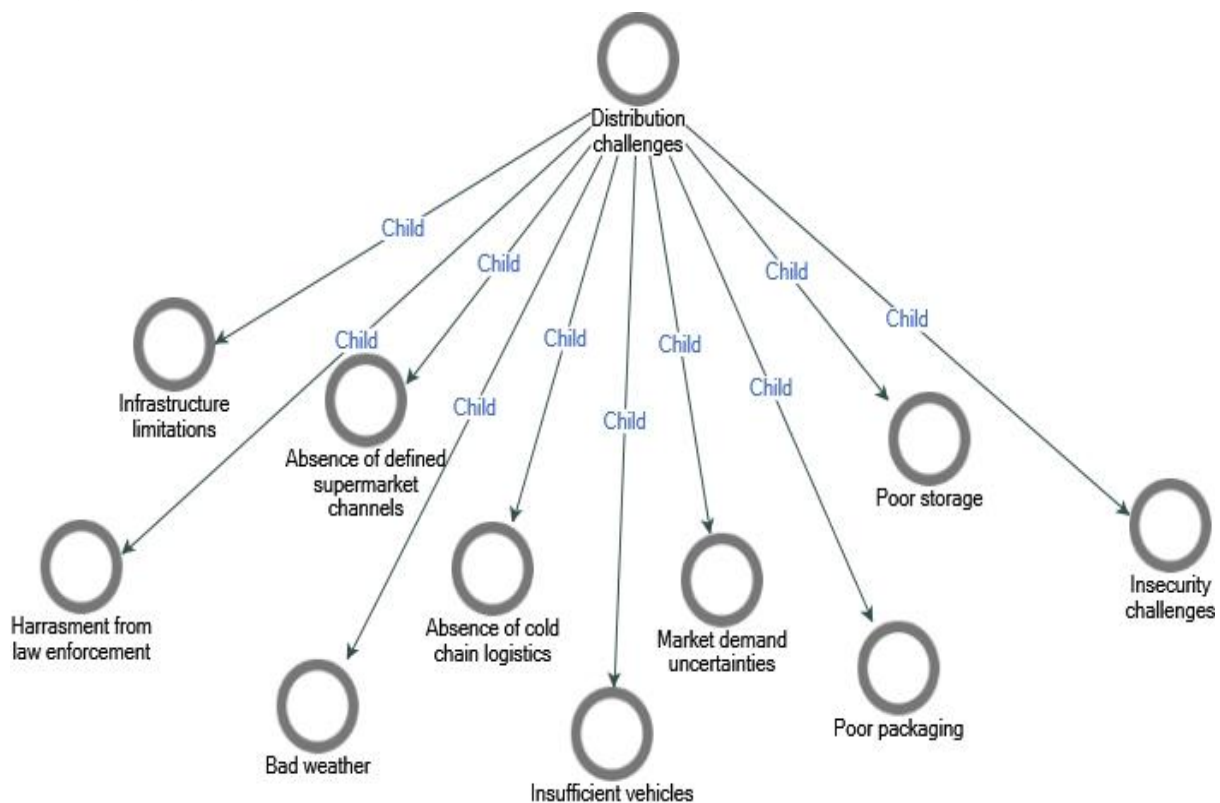 Distribution
challenges
Child
Child
Child
Child
Child
Child
Child
Child
Child
Child
Infrastructure
limitations
Absence of defined
supermarket
channels
Poor storage
Insecurity
challenges
Harrasment from
law enforcement
Absence of cold
chain logistics
Market demand
uncertainties
Poor packaging
Bad weather
Insufficient vehicles